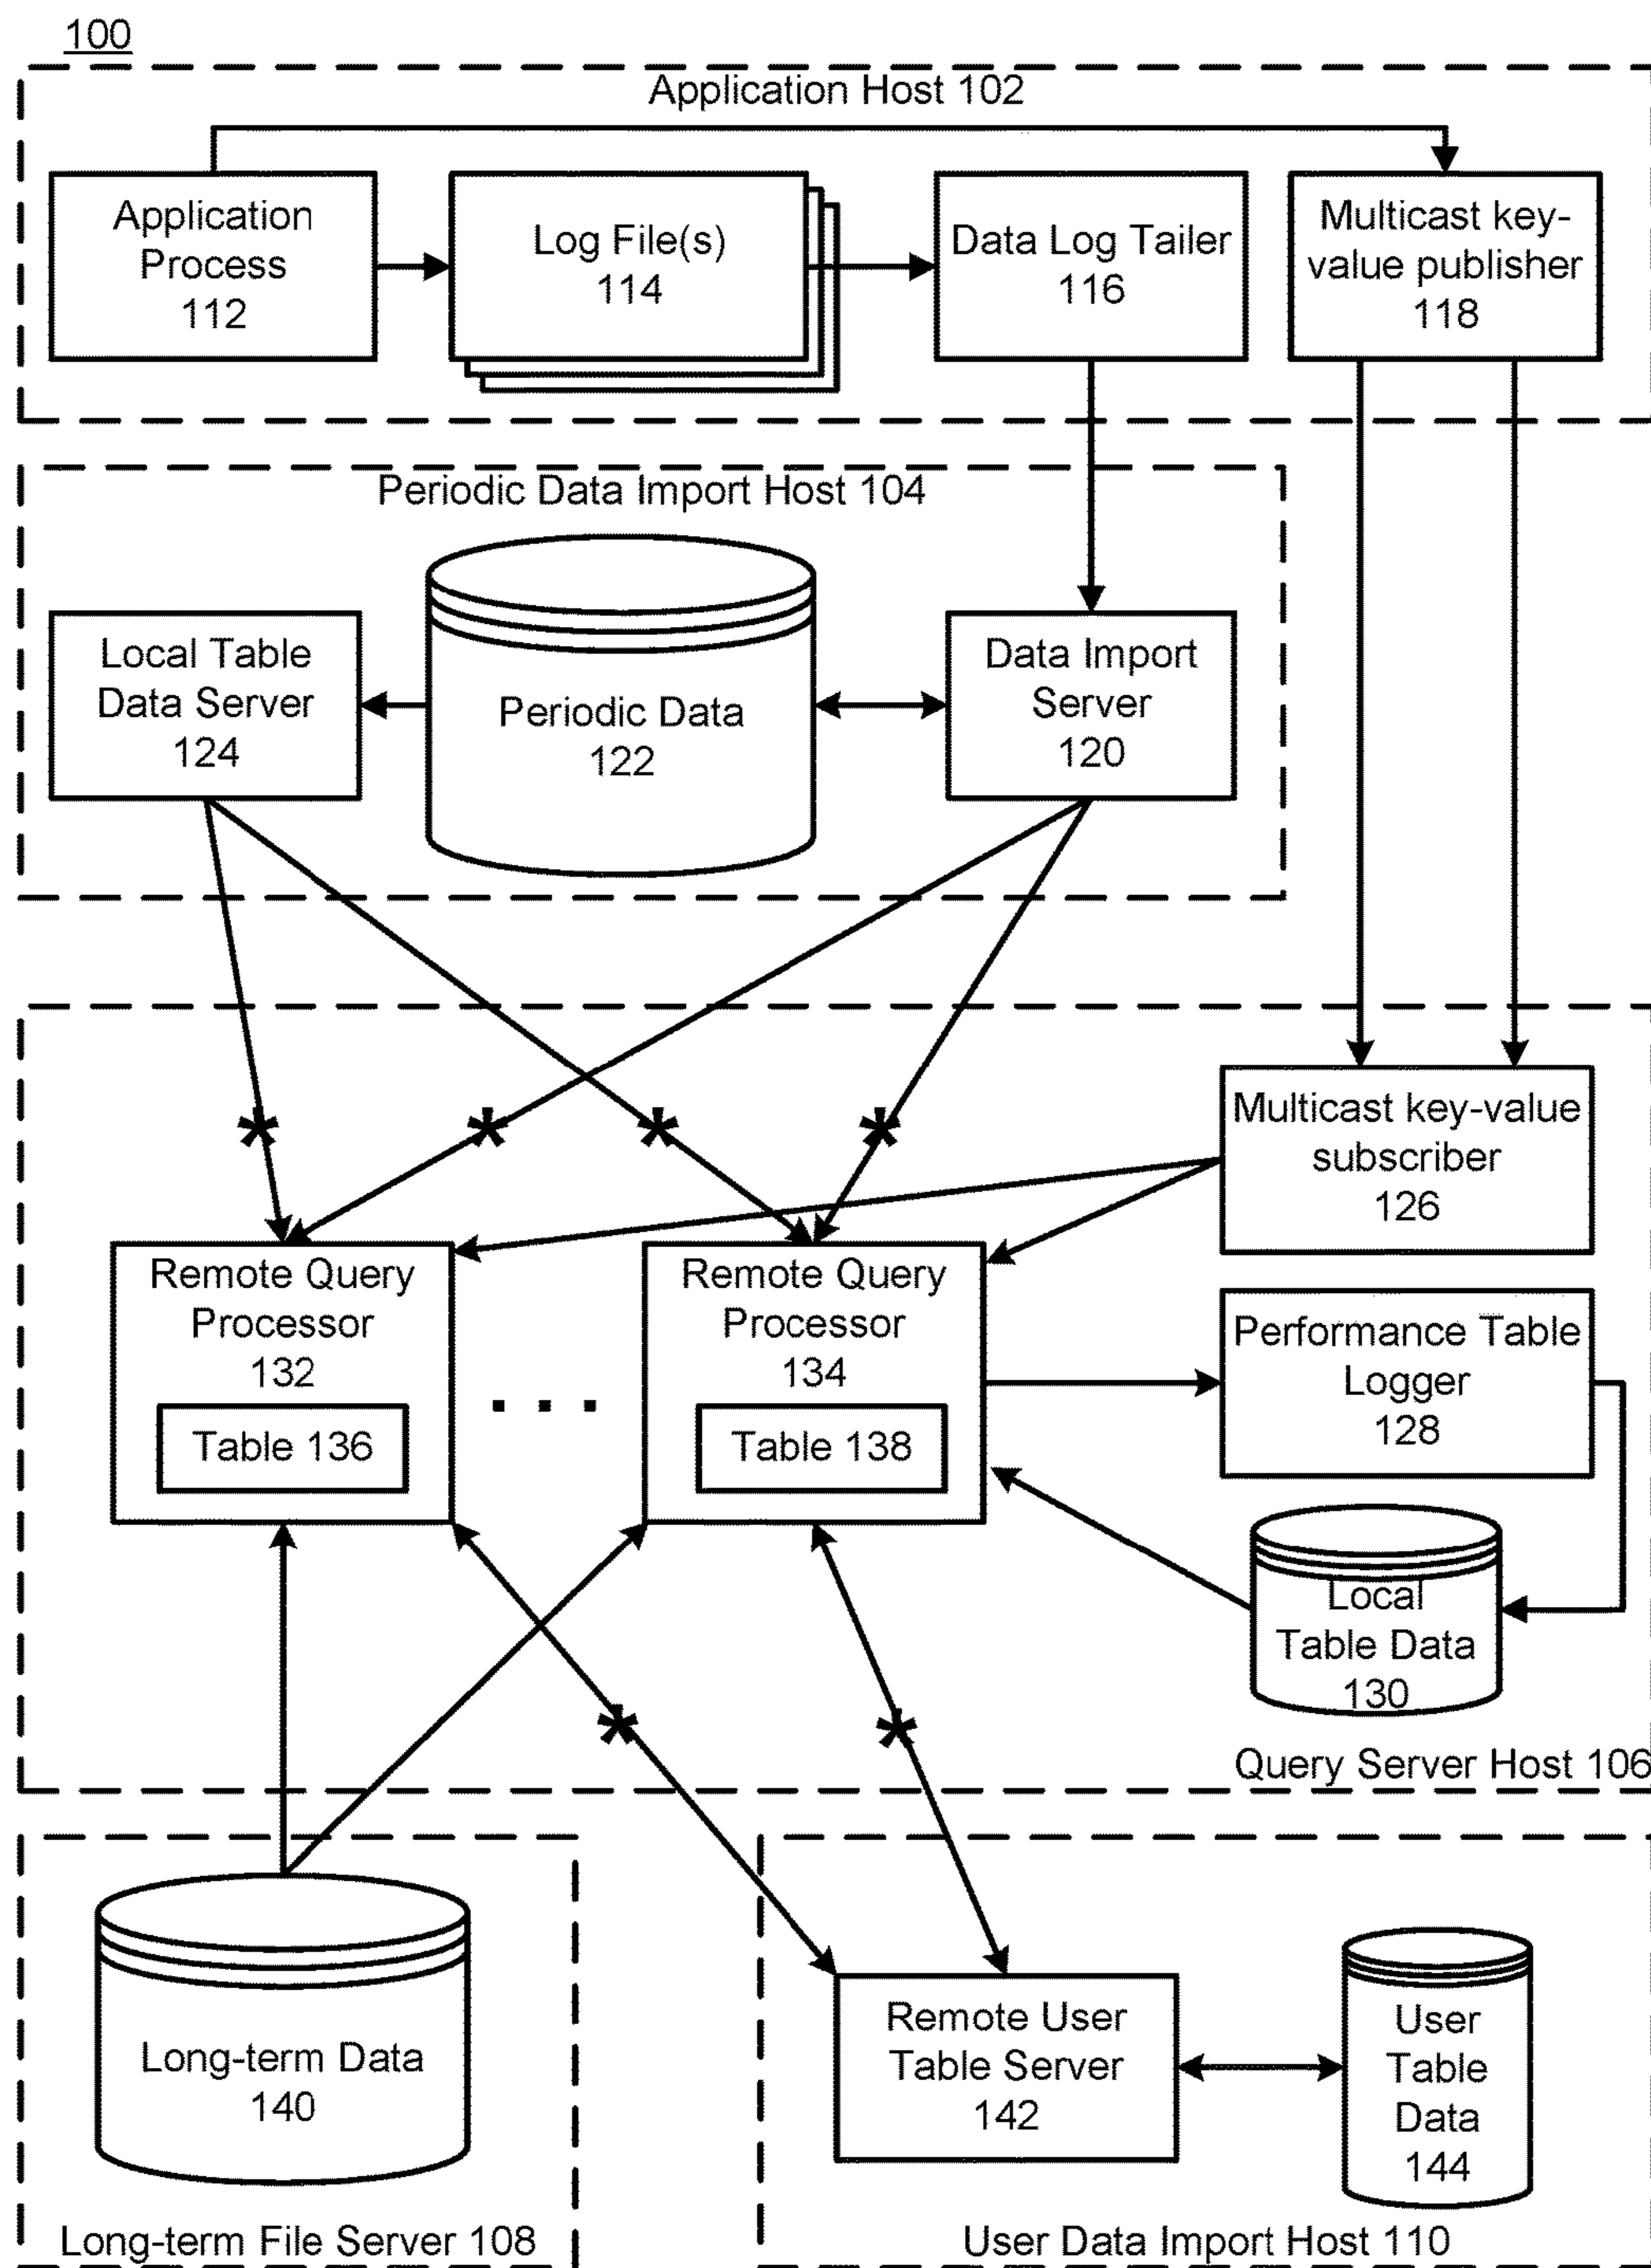 100
Application Host 102
Application
Process
112
Log File(s)
114
Data Log Tailer
116
Multicast key-
value publisher
118
Periodic Data Import Host 104
Local Table
Data Server
124
Periodic Data
122
Data Import
Server
120
* * * *
Multicast key-value
subscriber
126
Remote Query
Processor
132
Table 136
. . .
Remote Query
Processor
134
Table 138
Performance Table
Logger
128
Local
Table Data
130
* *
Query Server Host 106
Long-term Data
140
Long-term File Server 108
Remote User
Table Server
142
User
Table
Data
144
User Data Import Host 110